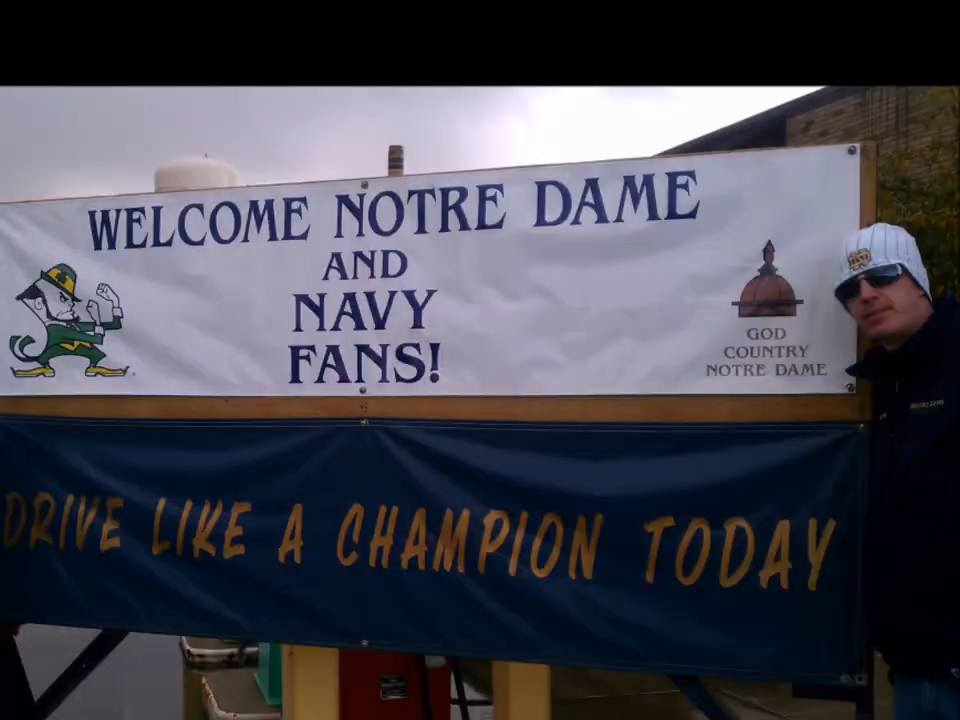 WELCOME NOTRE DAME
AND
NAVY
FANS!
GOD
COUNTRY
NOTRE DAME
DRIVE LIKE A CHAMPION TODAY